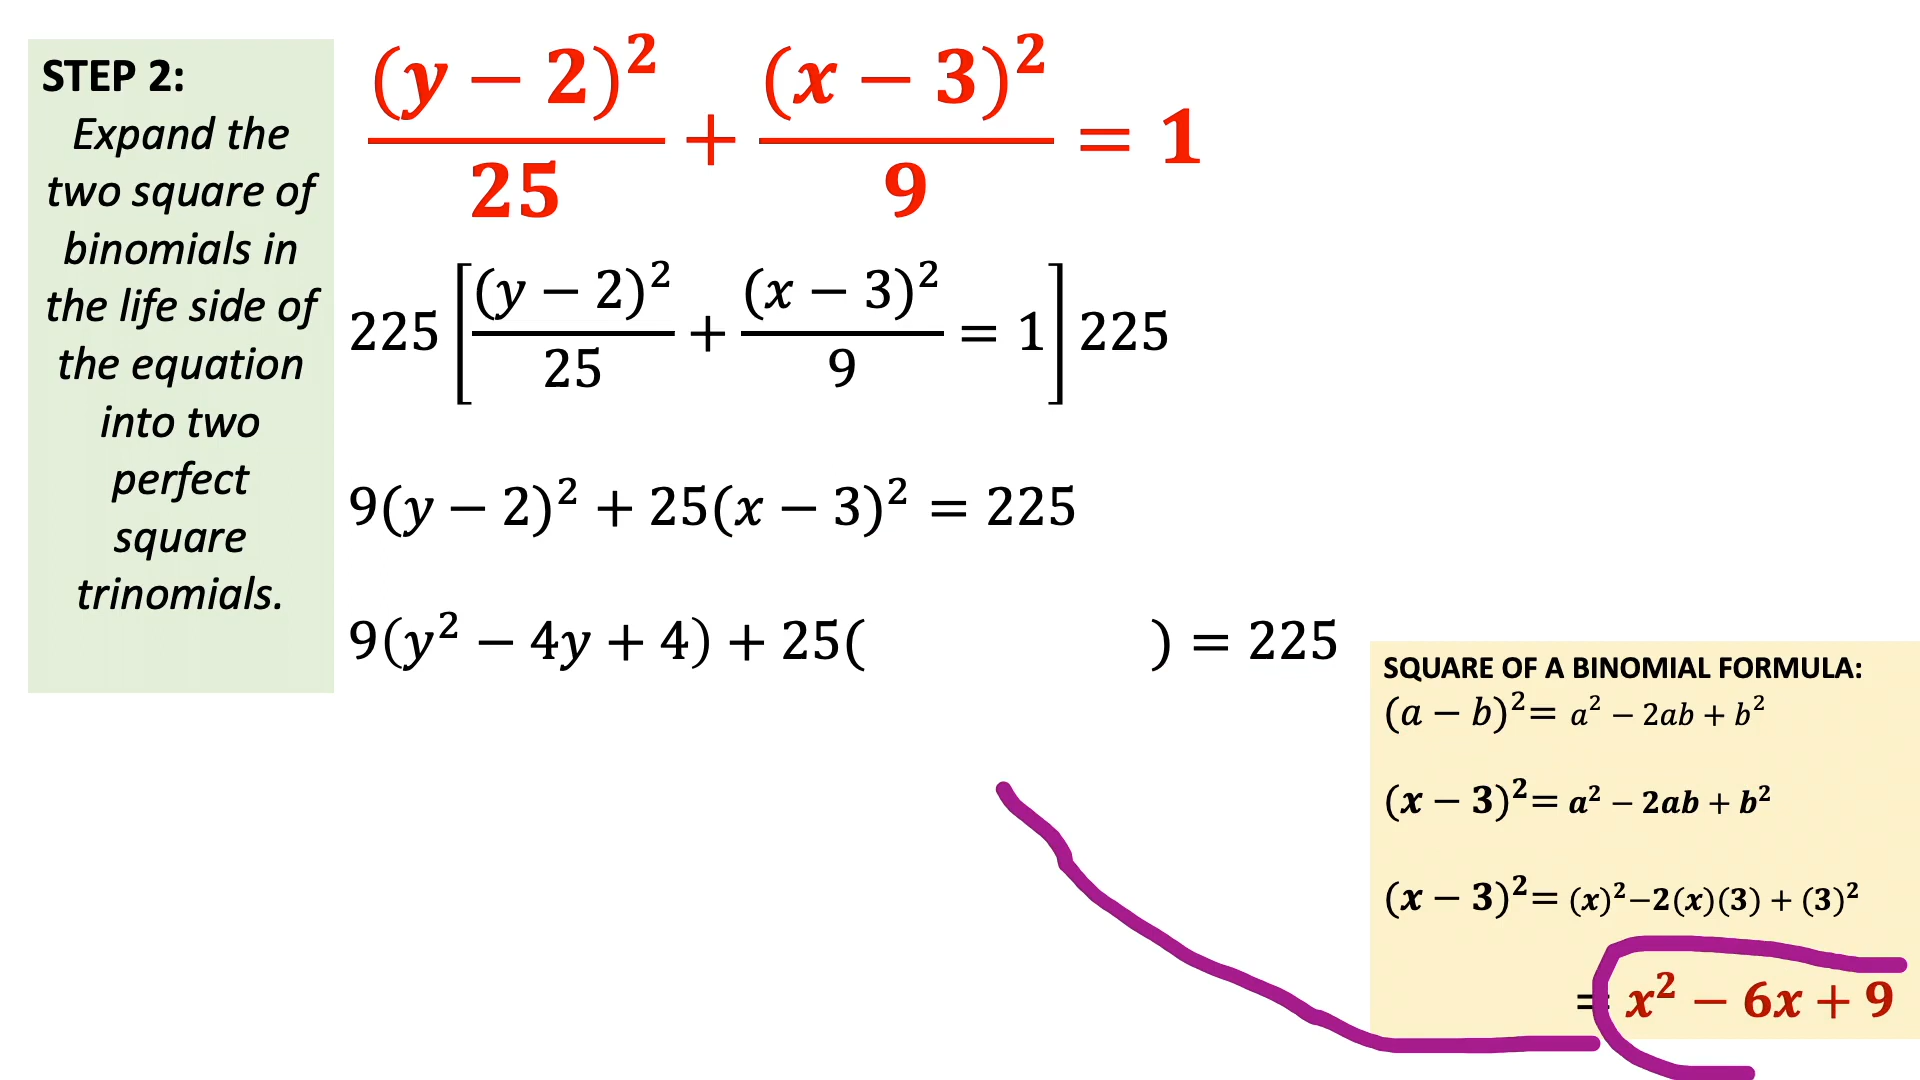 STEP 2:
Expand the
two square of
binomials in
the life side of
the equation
into two
perfect
square
trinomials.
(y − 2)²/25 + (x − 3)²/9 = 1
225 [(y − 2)²/25 + (x − 3)²/9 = 1] 225
9(y − 2)² + 25(x − 3)² = 225
9(y² − 4y + 4) + 25( ) = 225
SQUARE OF A BINOMIAL FORMULA:
(a − b)²= a² − 2ab + b²
(x − 3)²= a² − 2ab + b²
(x − 3)²= (x)²−2(x)(3) + (3)²
= x² − 6x + 9